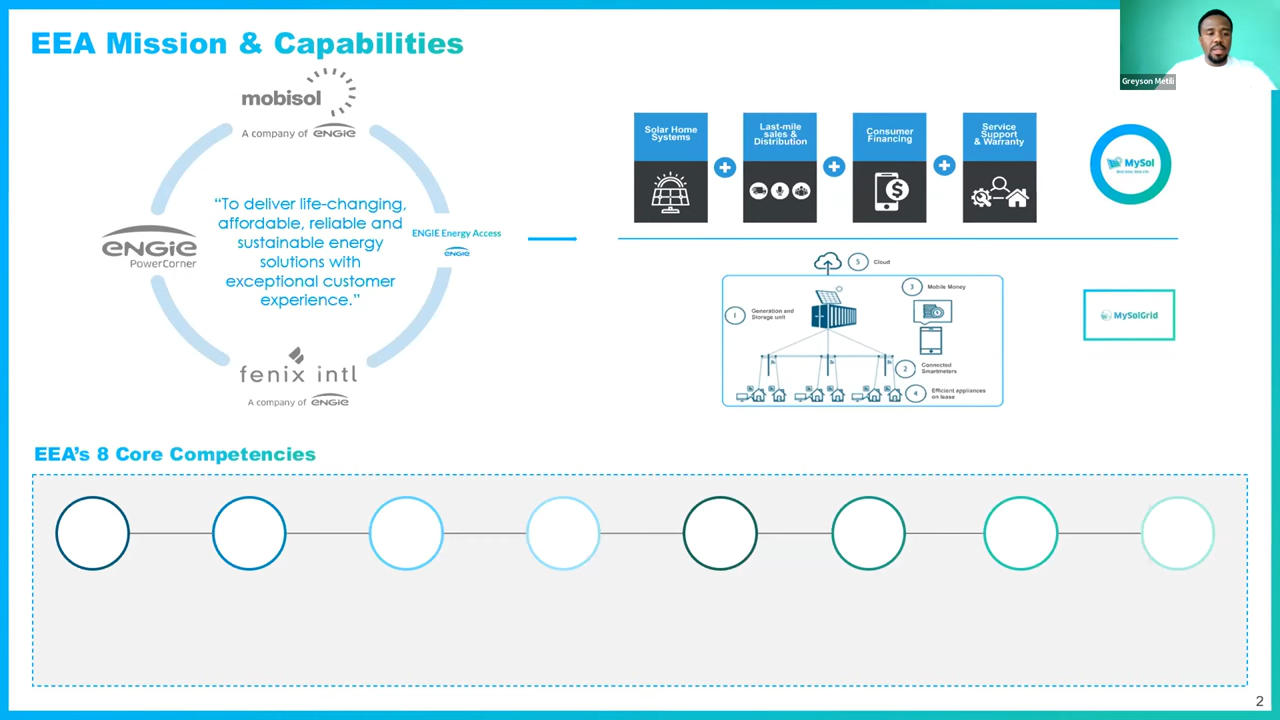 EEA Mission & Capabilities
Greyson Metili
mobisol
A company of ENGIE
"To deliver life-changing,
affordable, reliable and
sustainable energy
solutions with
exceptional customer
experience."
ENGIE
PowerCorner
ENGIE Energy Access
ENGIE
fenix intl
A company of ENGIE
Solar Home
Systems
Last-mile
sales &
Distribution
Consumer
Financing
Service
Support
& Warranty
MySol
5 Cloud
1 Generation and
Storage unit
3 Mobile Money
2 Connected
Smartmeters
4 Efficient appliances
on lease
MySolGrid
EEA's 8 Core Competencies
2